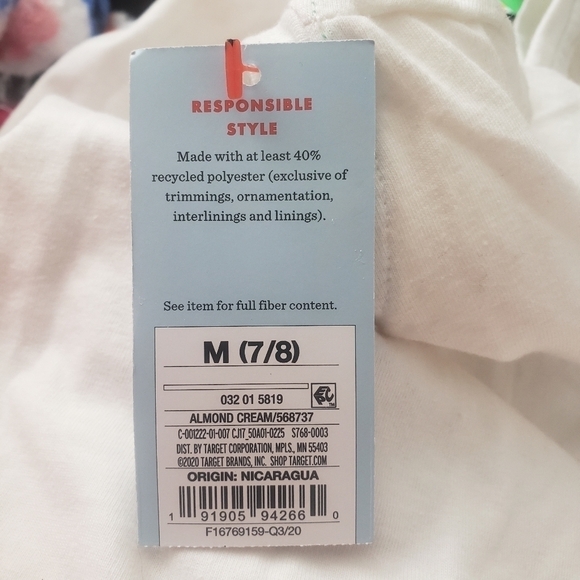 RESPONSIBLE
STYLE
Made with at least 40%
recycled polyester (exclusive of
trimmings, ornamentation,
interlinings and linings).
See item for full fiber content.
M (7/8)
032 01 5819
ALMOND CREAM/568737
C-001222-01-007 CJ17_50A01-0225 S768-0003
DIST. BY TARGET CORPORATION, MPLS., MN 55403
©2020 TARGET BRANDS, INC. SHOP TARGET.COM
ORIGIN: NICARAGUA
1 91905 94266 0
F16769159-Q3/20